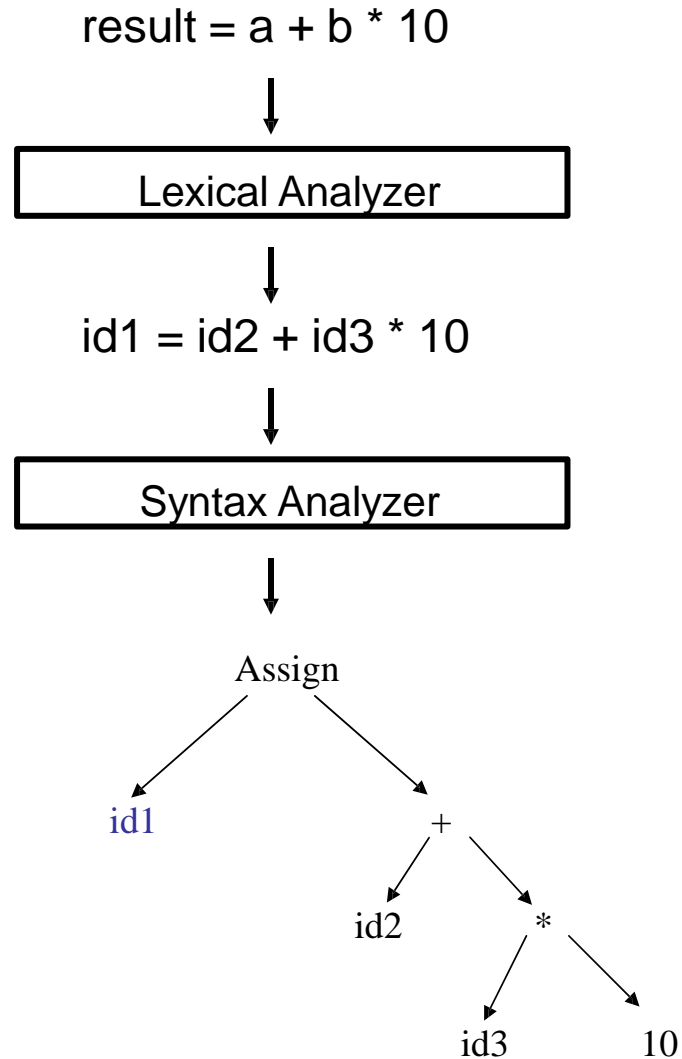 result = a + b * 10
Lexical Analyzer
id1 = id2 + id3 * 10
Syntax Analyzer
Assign
id1
+
id2
*
id3
10